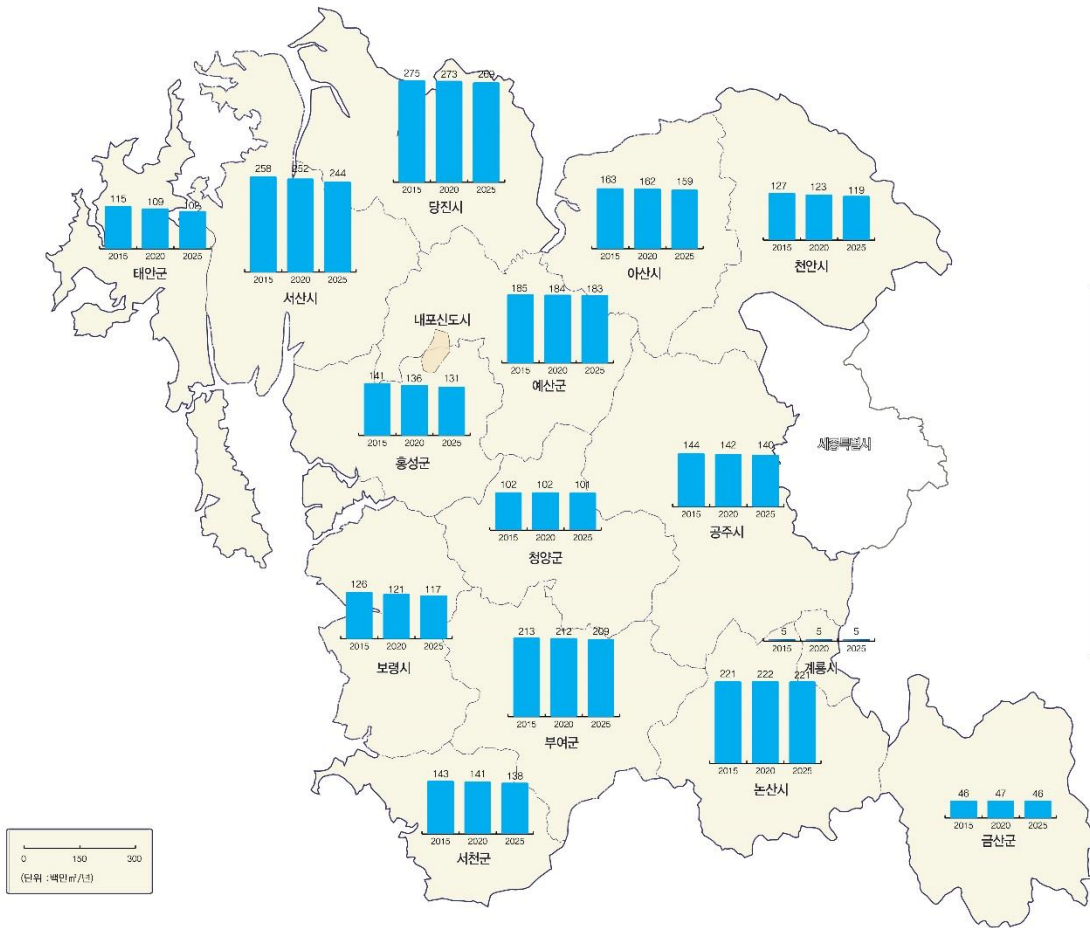 275 273 269
2015 2020 2025
당진시
258 252 244
2015 2020 2025
서산시
115 109
2015 2020 2025
태안군
163 162 159
2015 2020 2025
아산시
127 123 119
2015 2020 2025
천안시
185 184 183
2015 2020 2025
예산군
내포신도시
141 136 131
2015 2020 2025
홍성군
세종특별시
144 142 140
2015 2020 2025
공주시
102 102 101
2015 2020 2025
청양군
126 121 117
2015 2020 2025
보령시
213 212 209
2015 2020 2025
부여군
5 5 5
2015 2020 2025
계룡시
221 222 221
2015 2020 2025
논산시
143 141 138
2015 2020 2025
서천군
46 47 46
2015 2020 2025
금산군
0 150 300
(단위 : 백만㎥/년)